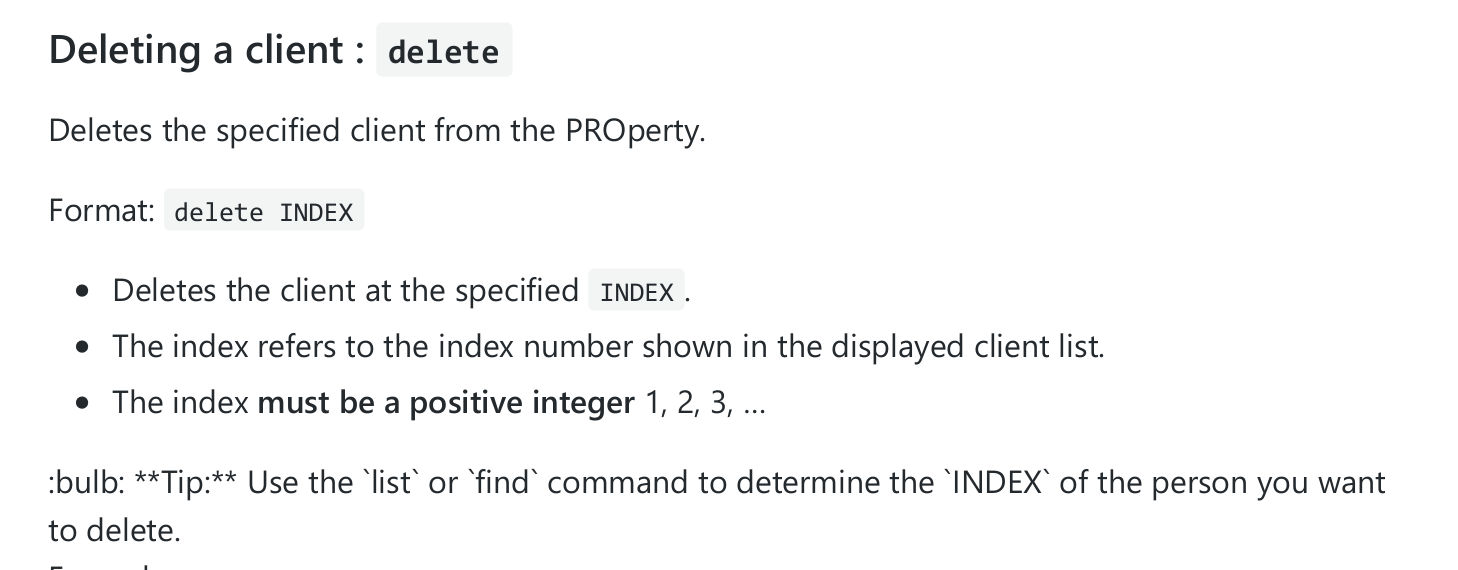 Deleting a client : delete
Deletes the specified client from the PROperty.
Format: delete INDEX
• Deletes the client at the specified INDEX.
• The index refers to the index number shown in the displayed client list.
• The index must be a positive integer 1, 2, 3, …
:bulb: **Tip:** Use the `list` or `find` command to determine the `INDEX` of the person you want
to delete.